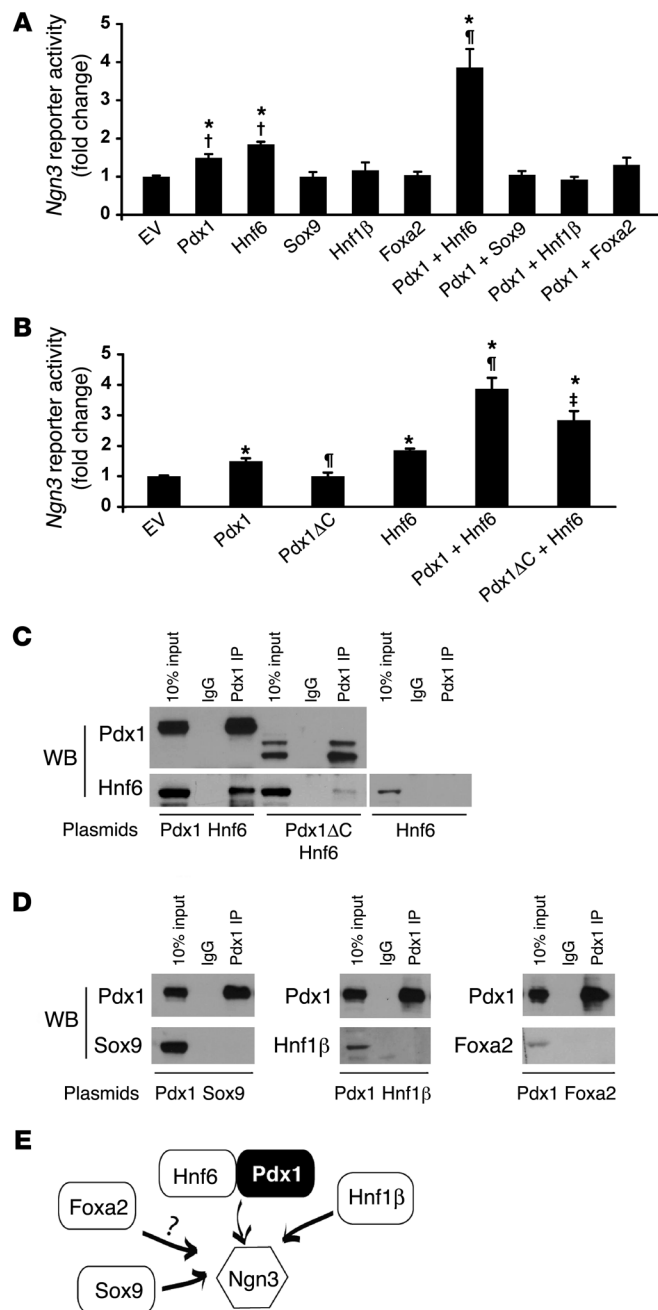 A
Ngn3 reporter activity
(fold change)
5
4
3
2
1
0
*
†
*
†
*
¶
EV
Pdx1
Hnf6
Sox9
Hnf1β
Foxa2
Pdx1 + Hnf6
Pdx1 + Sox9
Pdx1 + Hnf1β
Pdx1 + Foxa2
B
Ngn3 reporter activity
(fold change)
5
4
3
2
1
0
*
¶
*
*
¶
*
‡
EV
Pdx1
Pdx1ΔC
Hnf6
Pdx1 + Hnf6
Pdx1ΔC + Hnf6
C
10% input
IgG
Pdx1 IP
10% input
IgG
Pdx1 IP
10% input
IgG
Pdx1 IP
WB
Pdx1
Hnf6
Plasmids
Pdx1 Hnf6
Pdx1ΔC
Hnf6
Hnf6
D
10% input
IgG
Pdx1 IP
10% input
IgG
Pdx1 IP
10% input
IgG
Pdx1 IP
WB
Pdx1
Pdx1
Pdx1
Sox9
Hnf1β
Foxa2
Plasmids
Pdx1 Sox9
Pdx1 Hnf1β
Pdx1 Foxa2
E
Hnf6
Pdx1
Foxa2
Hnf1β
?
Ngn3
Sox9